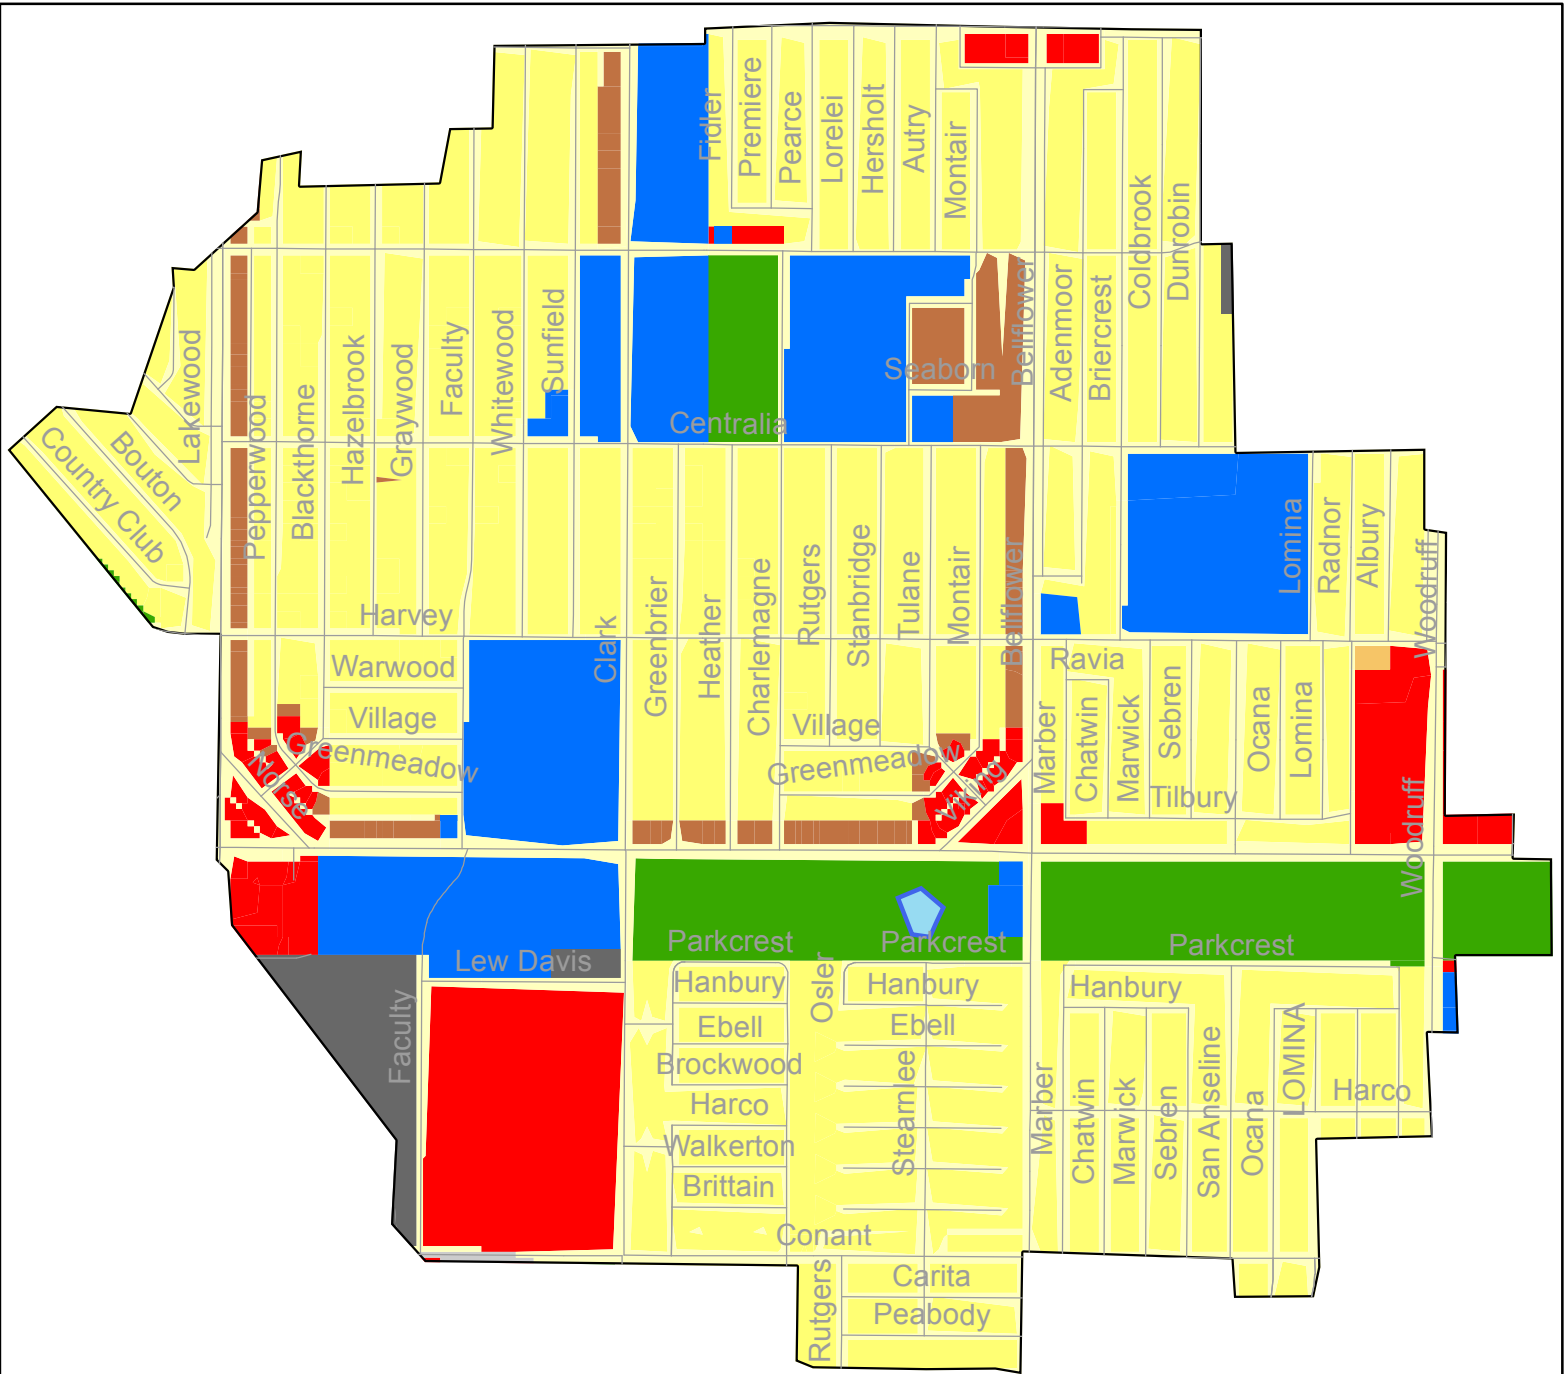 Fidler
Premiere
Pearce
Lorelei
Hersholt
Autry
Montair
Coldbrook
Dunrobin
Lakewood
Pepperwood
Blackthorne
Hazelbrook
Graywood
Faculty
Whitewood
Sunfield
Centralia
Seaborn
Bellflower
Adenmoor
Briercrest
Country Club
Bouton
Harvey
Clark
Greenbrier
Heather
Charlemagne
Rutgers
Stanbridge
Tulane
Montair
Bellflower
Lomina
Radnor
Albury
Woodruff
Warwood
Village
Greenmeadow
Norse
Village
Greenmeadow
Viking
Marber
Ravia
Chatwin
Marwick
Sebren
Ocana
Lomina
Tilbury
Woodruff
Lew Davis
Parkcrest
Parkcrest
Parkcrest
Faculty
Hanbury
Ebell
Brockwood
Harco
Walkerton
Brittain
Osler
Hanbury
Ebell
Stearnlee
Conant
Marber
Hanbury
Chatwin
Marwick
Sebren
San Anseline
Ocana
LOMINA
Harco
Rutgers
Carita
Peabody